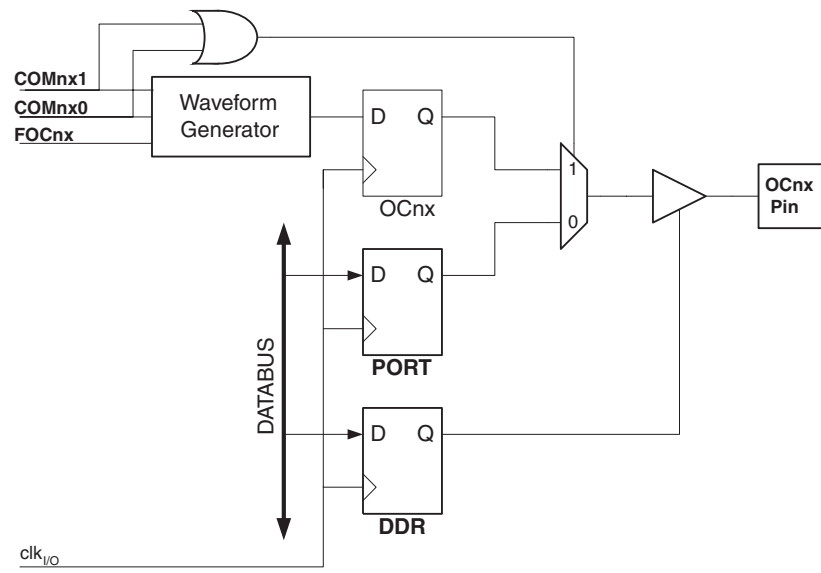 COMnx1
COMnx0
FOCnx
Waveform
Generator
D Q
OCnx
1
0
OCnx
Pin
D Q
PORT
D Q
DDR
DATABUS
clkI/O